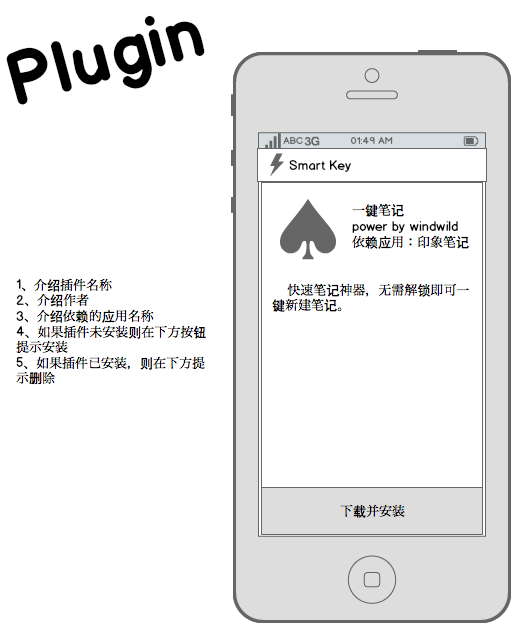 Plugin
ABC 3G 01:49 AM
Smart Key
一键笔记
power by windwild
依赖应用：印象笔记
快速笔记神器，无需解锁即可一
键新建笔记。
1、介绍插件名称
2、介绍作者
3、介绍依赖的应用名称
4、如果插件未安装则在下方按钮
提示安装
5、如果插件已安装，则在下方提
示删除
下载并安装